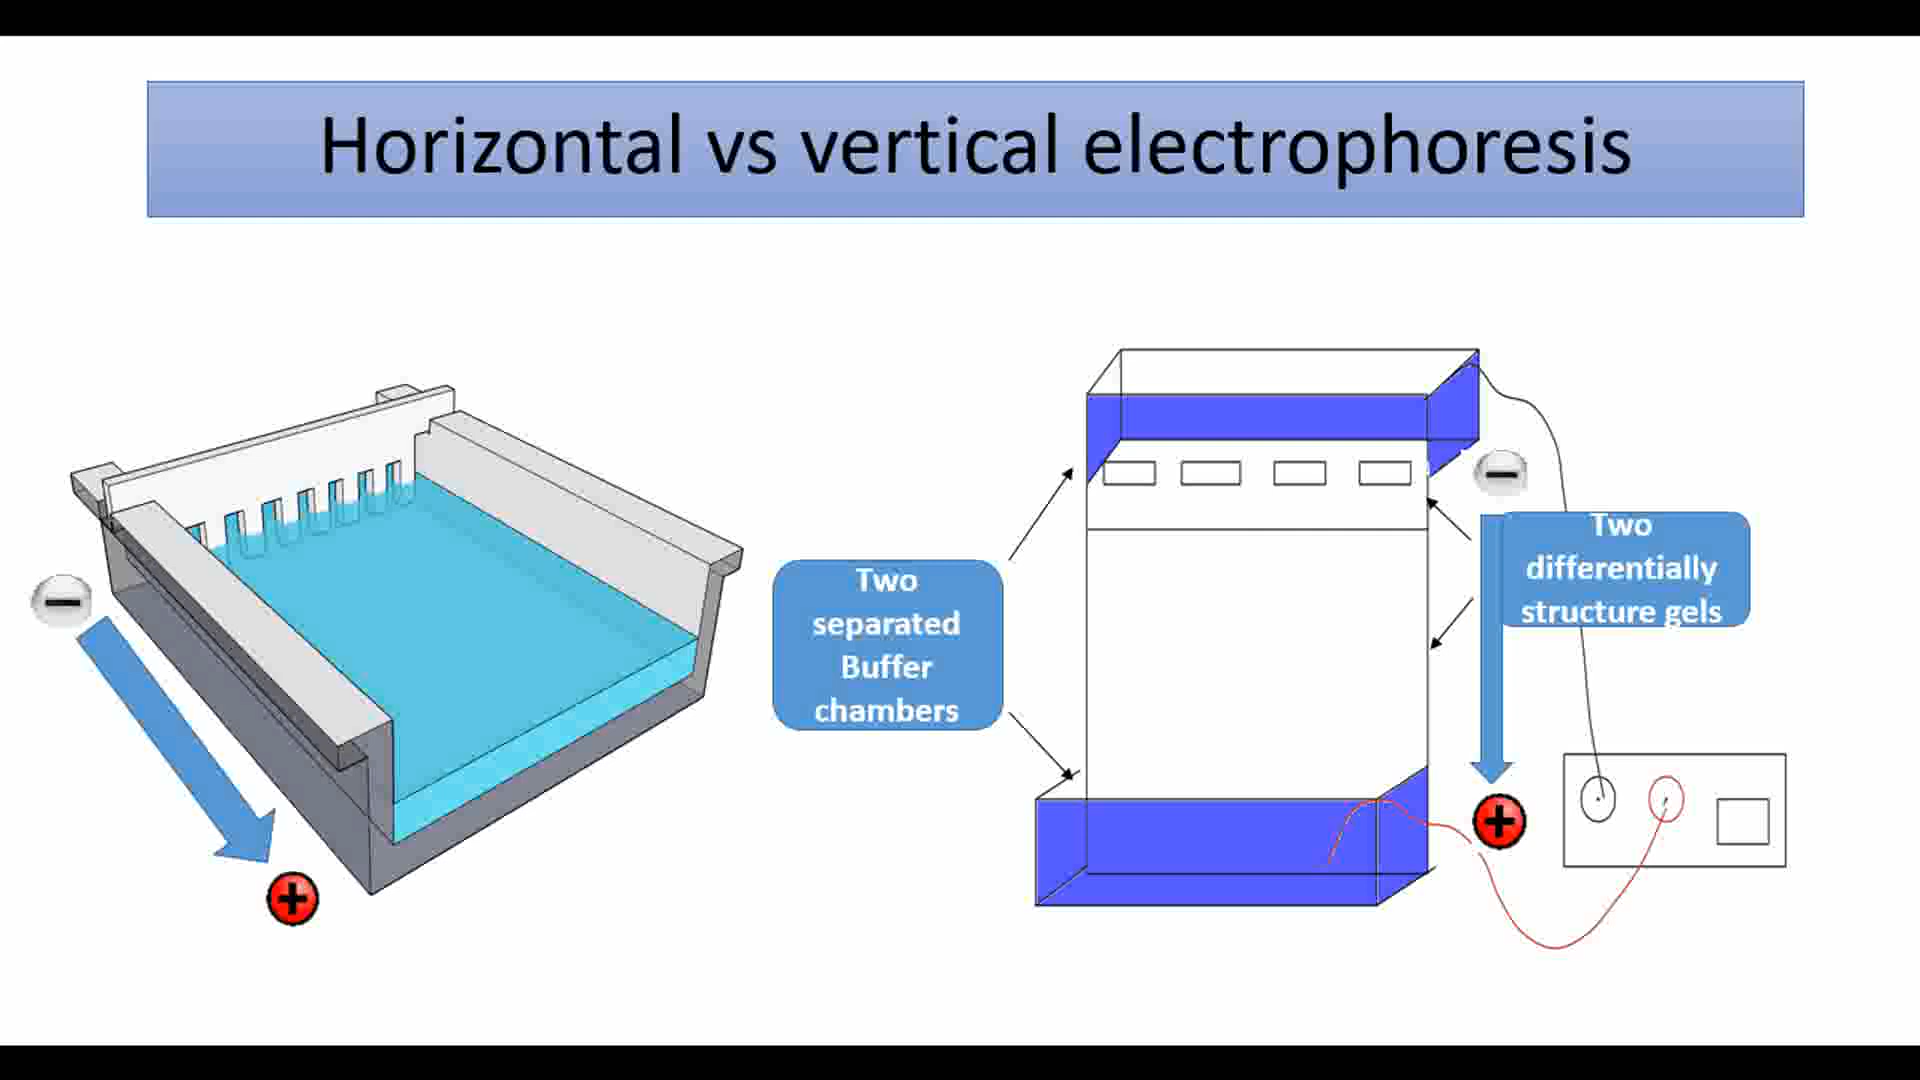 Horizontal vs vertical electrophoresis
Two
separated
Buffer
chambers
Two
differentially
structure gels